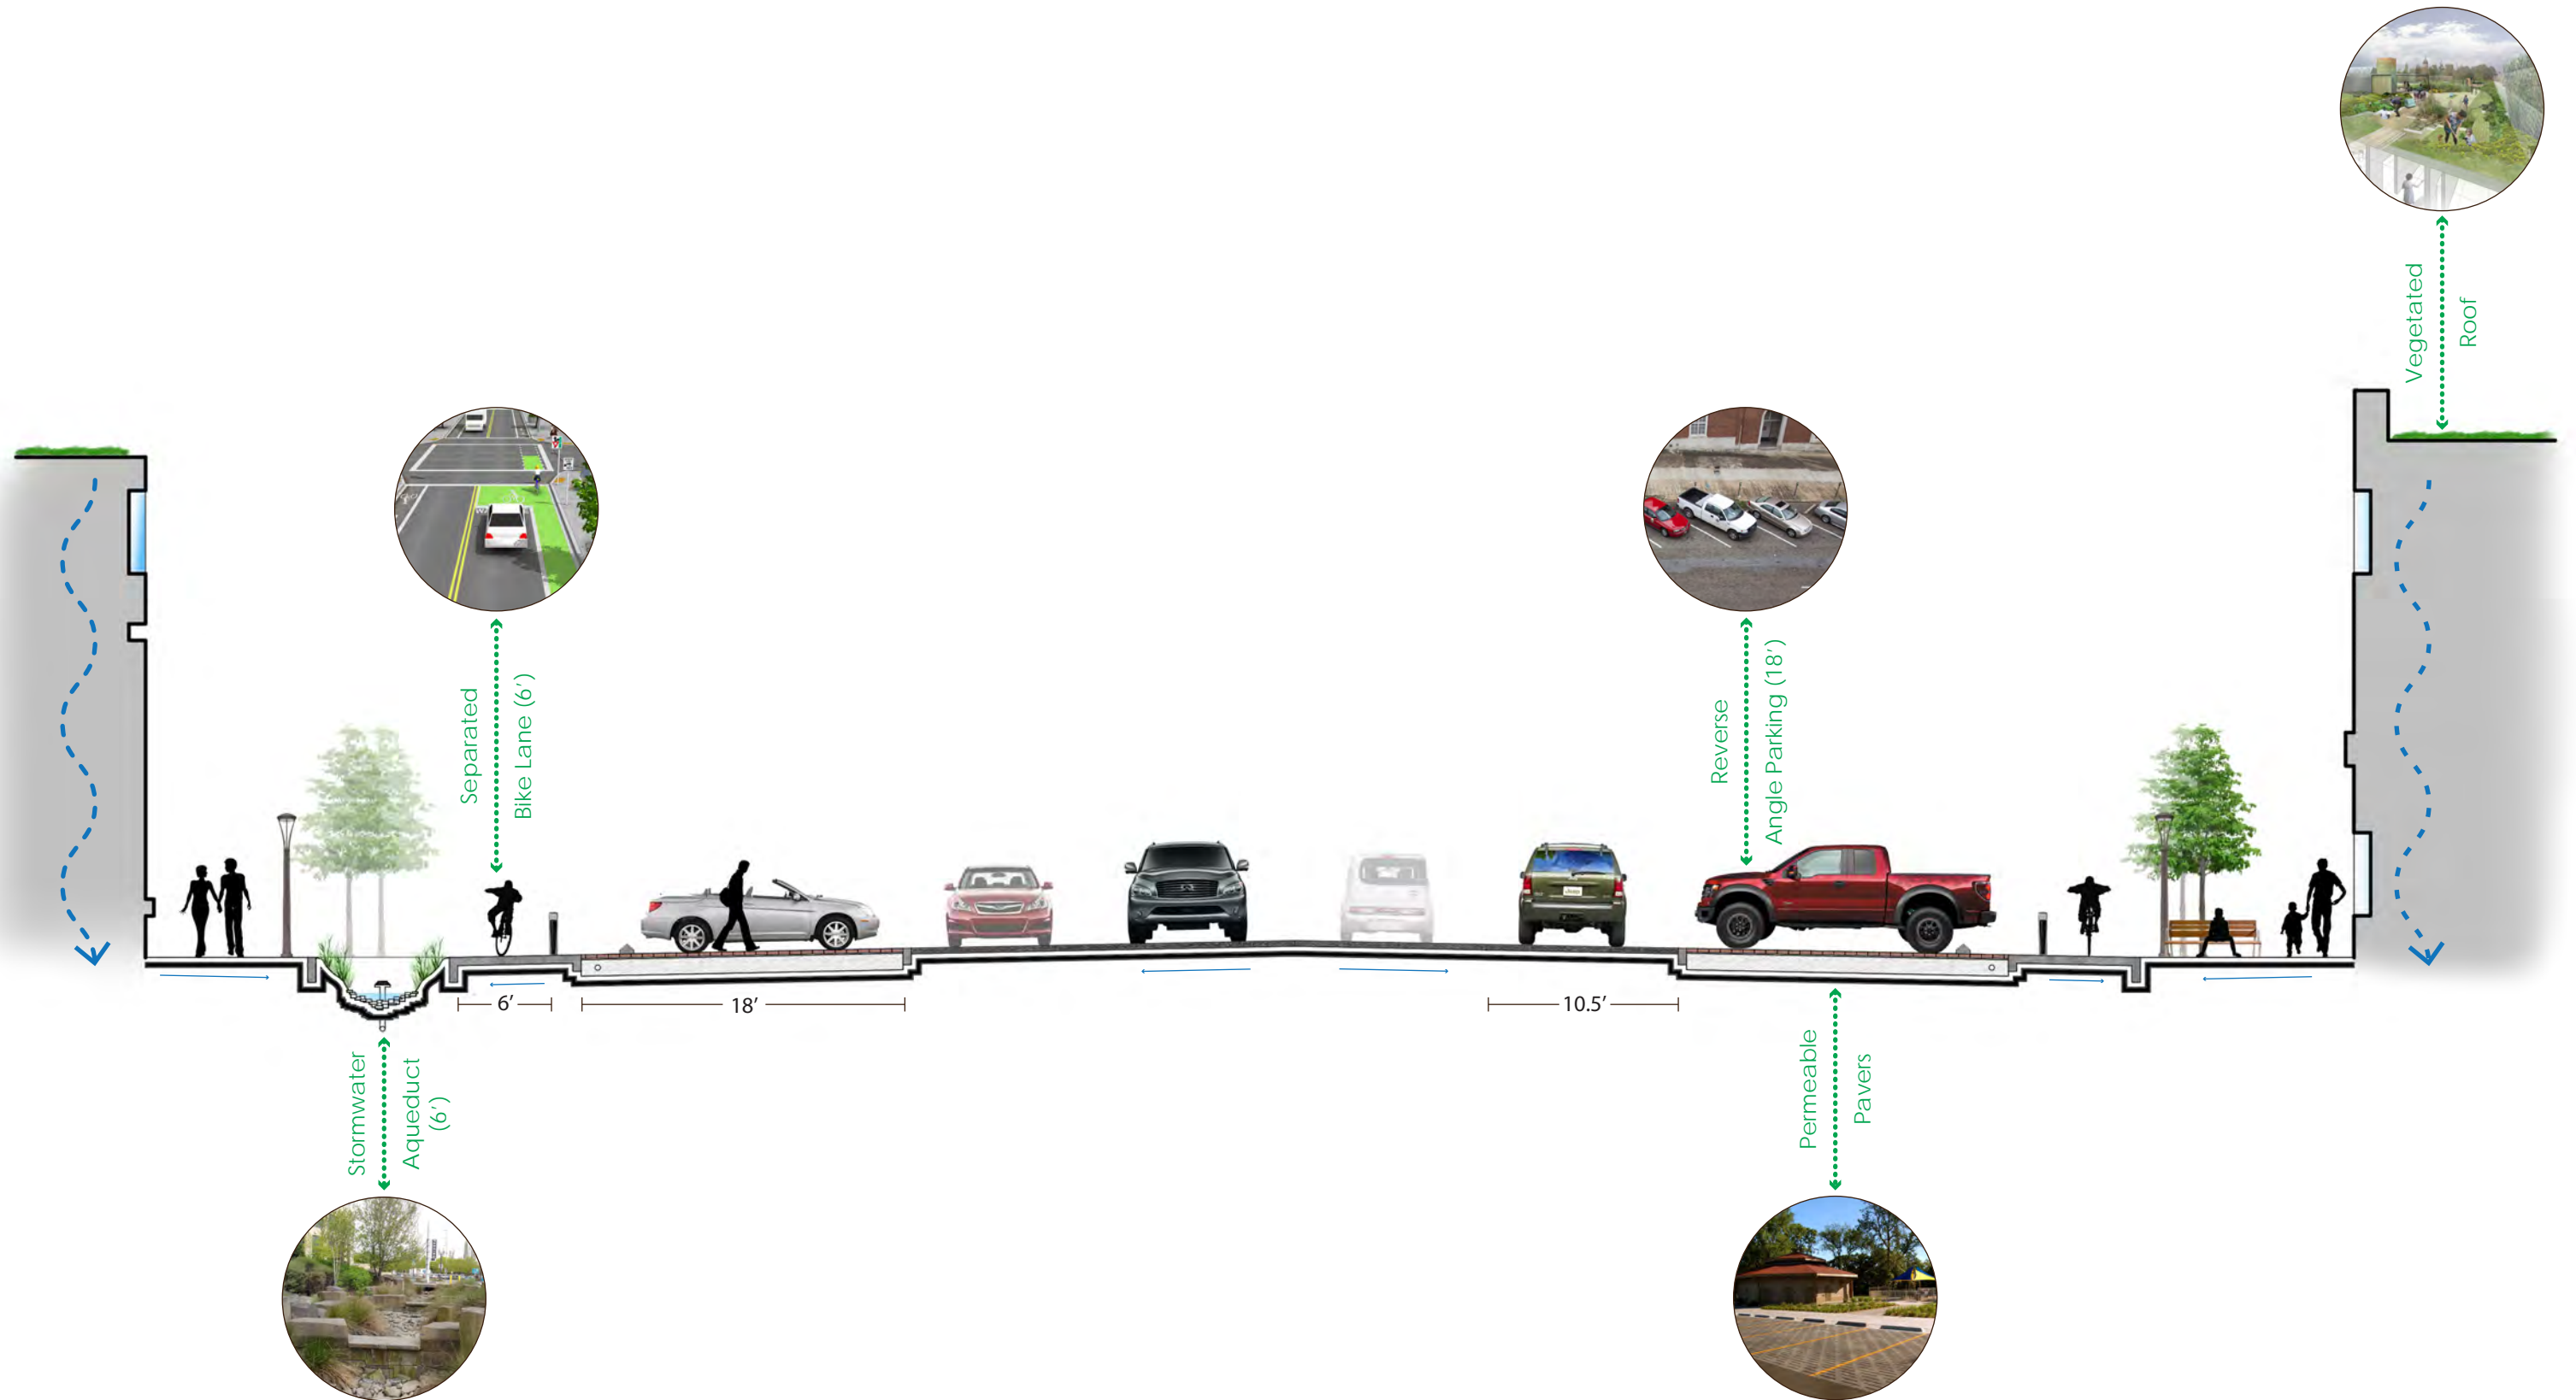 Vegetated
Roof
Separated
Bike Lane (6')
Reverse
Angle Parking (18')
6'
18'
10.5'
Stormwater
Aqueduct
(6')
Permeable
Pavers